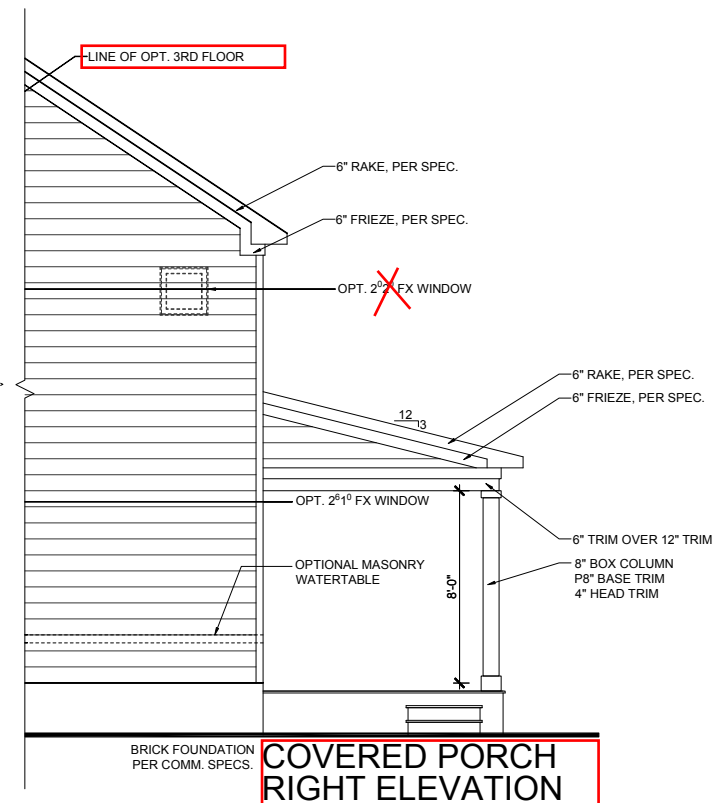 LINE OF OPT. 3RD FLOOR
6" RAKE, PER SPEC.
6" FRIEZE, PER SPEC.
OPT. 2⁰2⁰ FX WINDOW
6" RAKE, PER SPEC.
6" FRIEZE, PER SPEC.
12
3
OPT. 2⁶1⁰ FX WINDOW
6" TRIM OVER 12" TRIM
OPTIONAL MASONRY
WATERTABLE
8" BOX COLUMN
P8" BASE TRIM
4" HEAD TRIM
8'-0"
BRICK FOUNDATION
PER COMM. SPECS.
COVERED PORCH
RIGHT ELEVATION